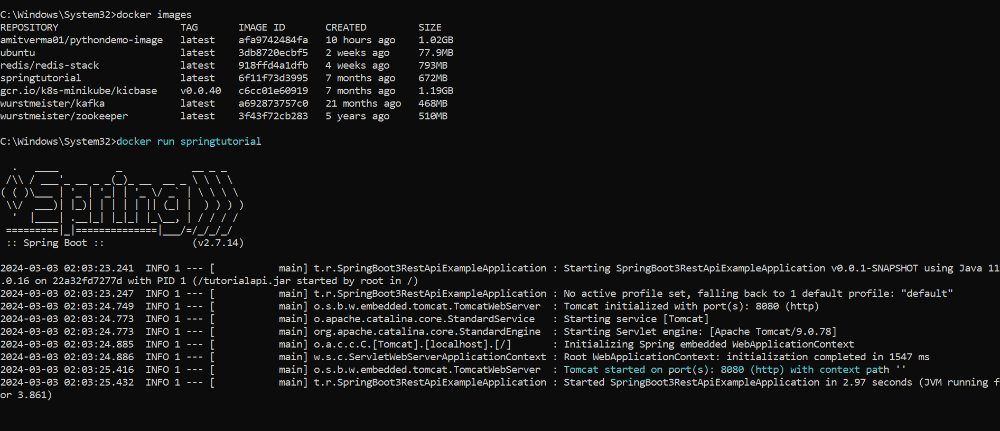 C:\Windows\System32>docker images
REPOSITORY                     TAG       IMAGE ID       CREATED         SIZE
amitverma01/pythondemo-image   latest    afa9742484fa   10 hours ago    1.02GB
ubuntu                         latest    3db8720ecbf5   2 weeks ago     77.9MB
redis/redis-stack              latest    918ffd4a1dfb   4 weeks ago     793MB
springtutorial                 latest    6f11f73d3995   7 months ago    672MB
gcr.io/k8s-minikube/kicbase    v0.0.40   c6cc01e60919   7 months ago    1.19GB
wurstmeister/kafka             latest    a692873757c0   21 months ago   468MB
wurstmeister/zookeeper         latest    3f43f72cb283   5 years ago     510MB
C:\Windows\System32>docker run springtutorial
  .   ____          _            __ _ _
 /\\ / ___'_ __ _ _(_)_ __  __ _ \ \ \ \
( ( )\___ | '_ | '_| | '_ \/ _` | \ \ \ \
 \\/  ___)| |_)| | | | | || (_| |  ) ) ) )
  '  |____| .__|_| |_|_| |_\__, | / / / /
 =========|_|==============|___/=/_/_/_/
 :: Spring Boot ::               (v2.7.14)
2024-03-03 02:03:23.241  INFO 1 --- [           main] t.r.SpringBoot3RestApiExampleApplication : Starting SpringBoot3RestApiExampleApplication v0.0.1-SNAPSHOT using Java 11
.0.16 on 22a32fd7277d with PID 1 (/tutorialapi.jar started by root in /)
2024-03-03 02:03:23.247  INFO 1 --- [           main] t.r.SpringBoot3RestApiExampleApplication : No active profile set, falling back to 1 default profile: "default"
2024-03-03 02:03:24.749  INFO 1 --- [           main] o.s.b.w.embedded.tomcat.TomcatWebServer  : Tomcat initialized with port(s): 8080 (http)
2024-03-03 02:03:24.773  INFO 1 --- [           main] o.apache.catalina.core.StandardService   : Starting service [Tomcat]
2024-03-03 02:03:24.773  INFO 1 --- [           main] org.apache.catalina.core.StandardEngine  : Starting Servlet engine: [Apache Tomcat/9.0.78]
2024-03-03 02:03:24.885  INFO 1 --- [           main] o.a.c.c.C.[Tomcat].[localhost].[/]       : Initializing Spring embedded WebApplicationContext
2024-03-03 02:03:24.886  INFO 1 --- [           main] w.s.c.ServletWebServerApplicationContext : Root WebApplicationContext: initialization completed in 1547 ms
2024-03-03 02:03:25.416  INFO 1 --- [           main] o.s.b.w.embedded.tomcat.TomcatWebServer  : Tomcat started on port(s): 8080 (http) with context path ''
2024-03-03 02:03:25.432  INFO 1 --- [           main] t.r.SpringBoot3RestApiExampleApplication : Started SpringBoot3RestApiExampleApplication in 2.97 seconds (JVM running f
or 3.861)